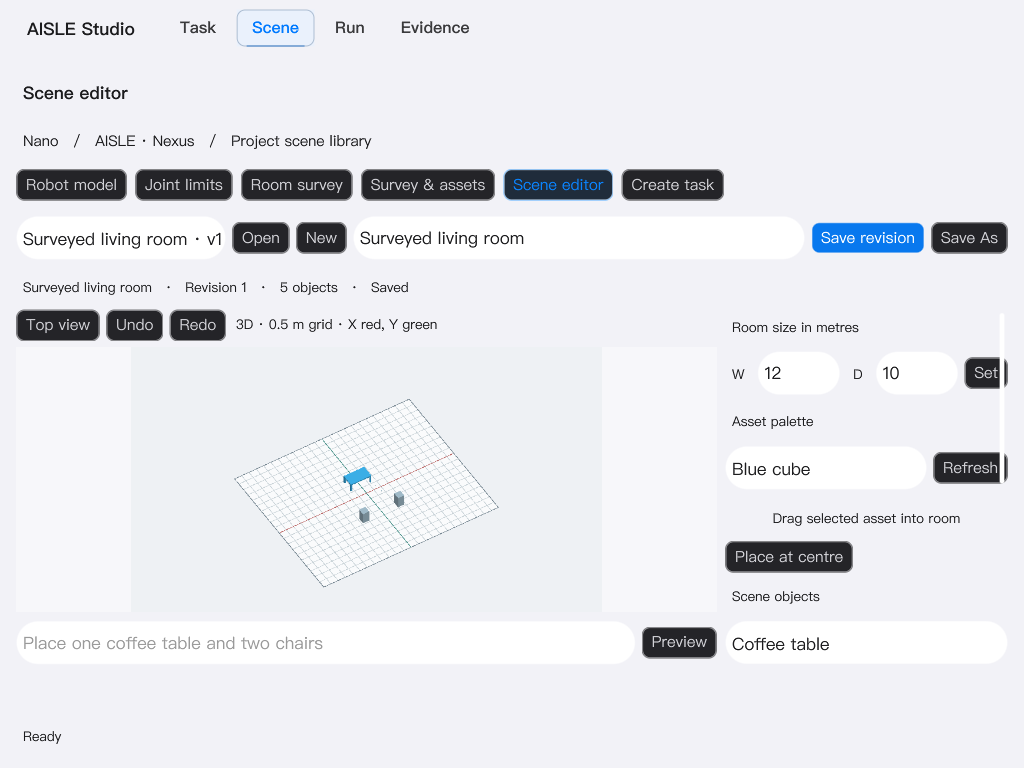 AISLE Studio Task Scene Run Evidence
Scene editor
Nano / AISLE · Nexus / Project scene library
Robot model Joint limits Room survey Survey & assets Scene editor Create task
Surveyed living room · v1 Open New Surveyed living room Save revision Save As
Surveyed living room · Revision 1 · 5 objects · Saved
Top view Undo Redo 3D · 0.5 m grid · X red, Y green
Room size in metres
W 12 D 10 Set
Asset palette
Blue cube Refresh
Drag selected asset into room
Place at centre
Scene objects
Place one coffee table and two chairs Preview Coffee table
Ready